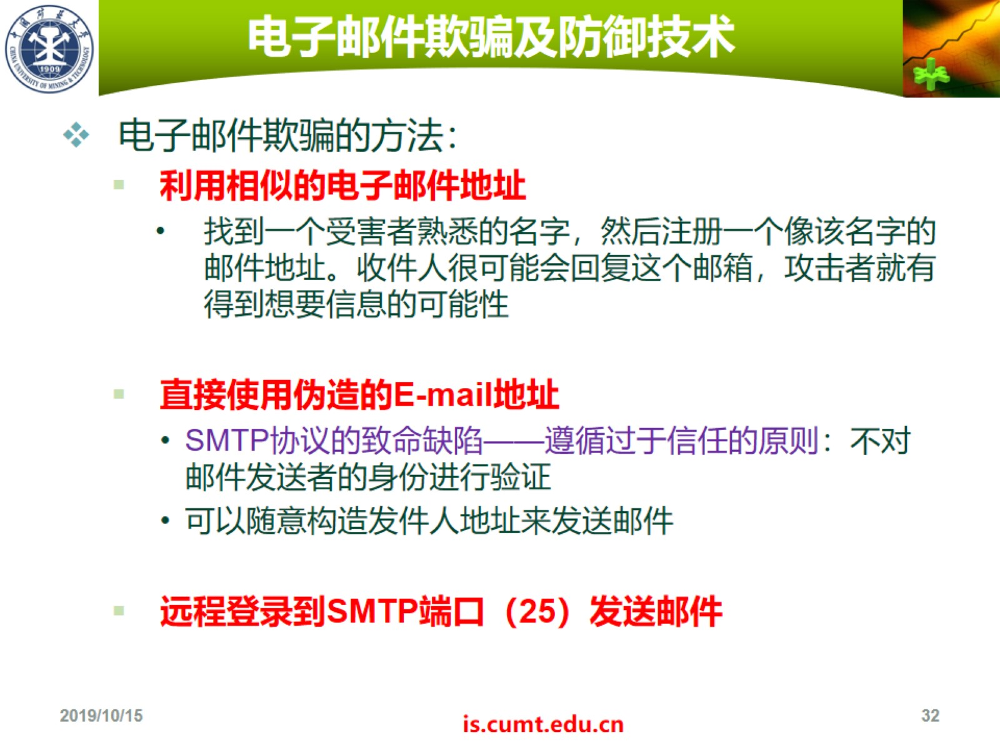 中国矿业大学
CHINA UNIVERSITY OF MINING & TECHNOLOGY
1909
电子邮件欺骗及防御技术
电子邮件欺骗的方法：
利用相似的电子邮件地址
• 找到一个受害者熟悉的名字，然后注册一个像该名字的
邮件地址。收件人很可能会回复这个邮箱，攻击者就有
得到想要信息的可能性
直接使用伪造的E-mail地址
• SMTP协议的致命缺陷——遵循过于信任的原则：不对
邮件发送者的身份进行验证
• 可以随意构造发件人地址来发送邮件
远程登录到SMTP端口（25）发送邮件
2019/10/15
is.cumt.edu.cn
32